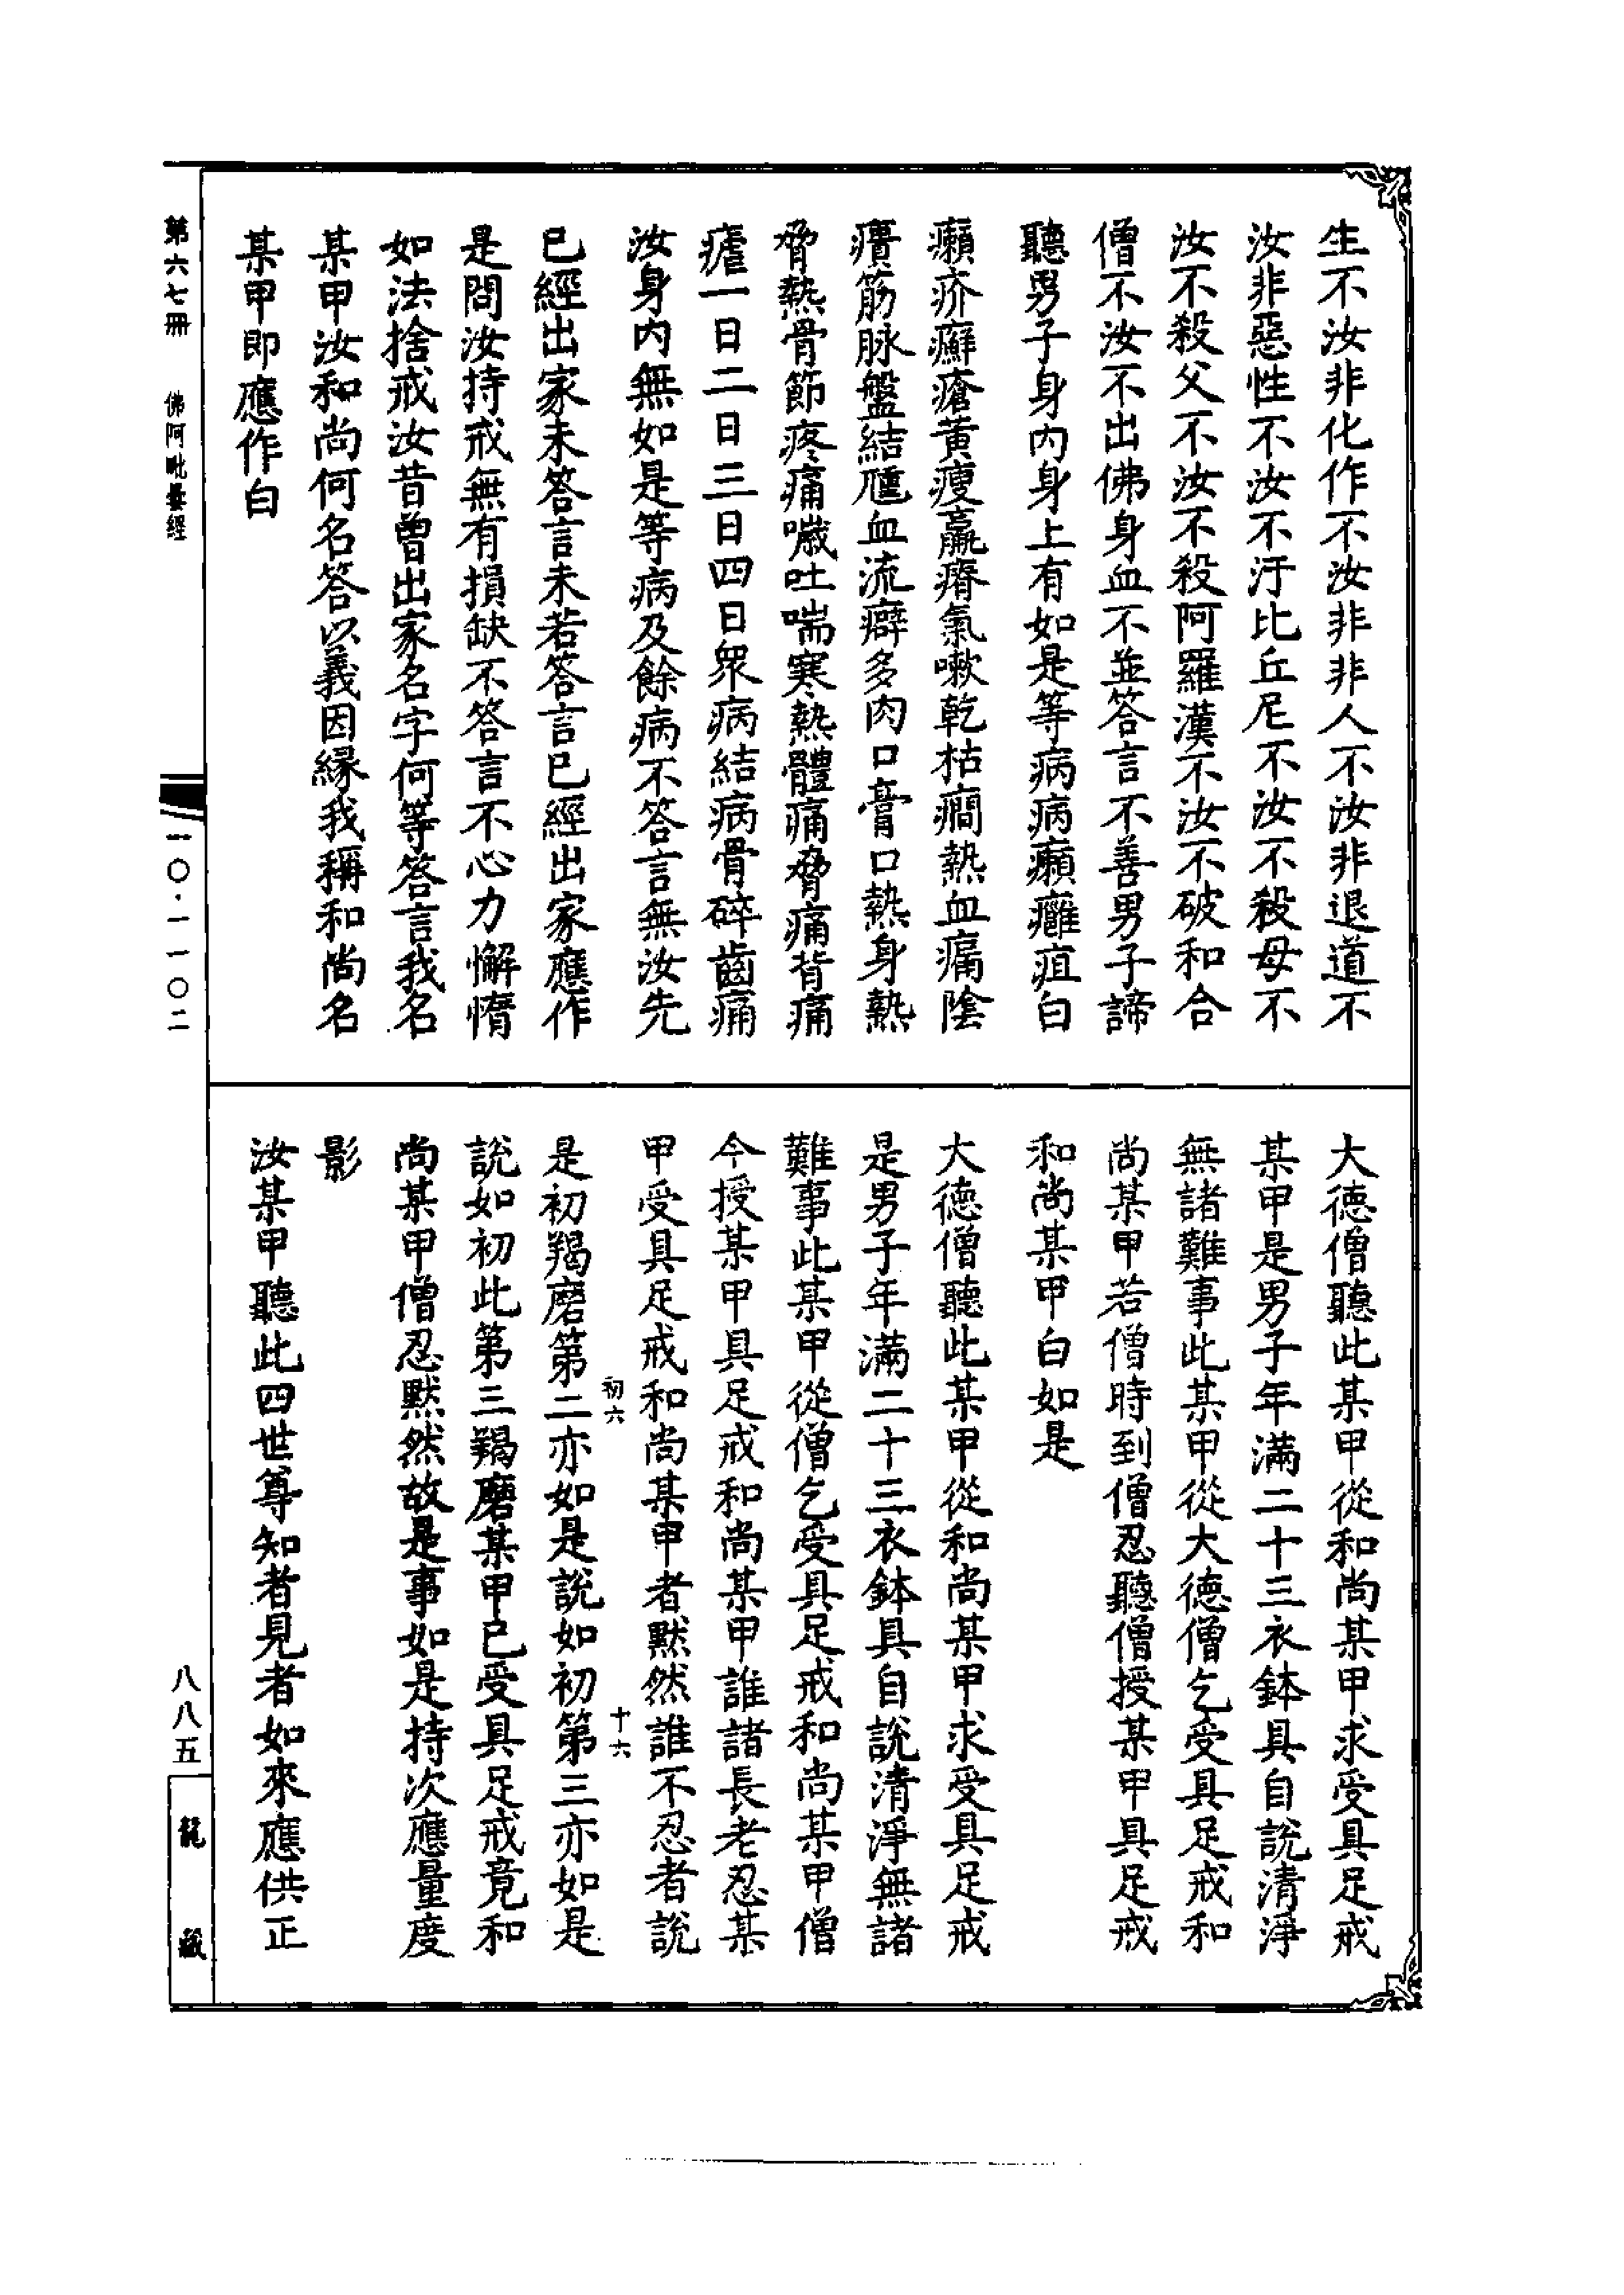 生不汝非化作不汝非非人不汝非退道不
汝非惡性不汝不汙比丘尼不汝不殺母不
汝不殺父不汝不殺阿羅漢不汝不破和合
僧不汝不出佛身血不並答言不善男子諦
聽男子身內身上有如是等病病癩癰疽白
癩疥癬瘡黃瘦羸瘠氣嗽乾枯癎熱血痛陰
㿉筋脉盤結尰血流癖多肉口膏口熱身熱
脅熱骨節疼痛噦吐喘寒熱體痛脅痛背痛
瘧一日二日三日四日眾病結病骨碎齒痛
汝身內無如是等病及餘病不答言無汝先
已經出家未答言未若答言已經出家應作
是問汝持戒無有損缺不答言不心力懈惰
如法捨戒汝昔曾出家名字何等答言我名
某甲汝和尚何名答以義因緣我稱和尚名
某甲即應作白
大德僧聽此某甲從和尚某甲求受具足戒
某甲是男子年滿二十三衣鉢具自說清淨
無諸難事此某甲從大德僧乞受具足戒和
尚某甲若僧時到僧忍聽僧授某甲具足戒
和尚某甲白如是
大德僧聽此某甲從和尚某甲求受具足戒
是男子年滿二十三衣鉢具自說清淨無諸
難事此某甲從僧乞受具足戒和尚某甲僧
今授某甲具足戒和尚某甲誰諸長老忍某
甲受具足戒和尚某甲者默然誰不忍者說
初六
十六
是初羯磨第二亦如是說如初第三亦如是
說如初此第三羯磨某甲已受具足戒竟和
尚某甲僧忍默然故是事如是持次應量度
影
汝某甲聽此四世尊知者見者如來應供正
第六七冊 佛阿毗曇經
一〇·一一〇二
八八五
龍藏